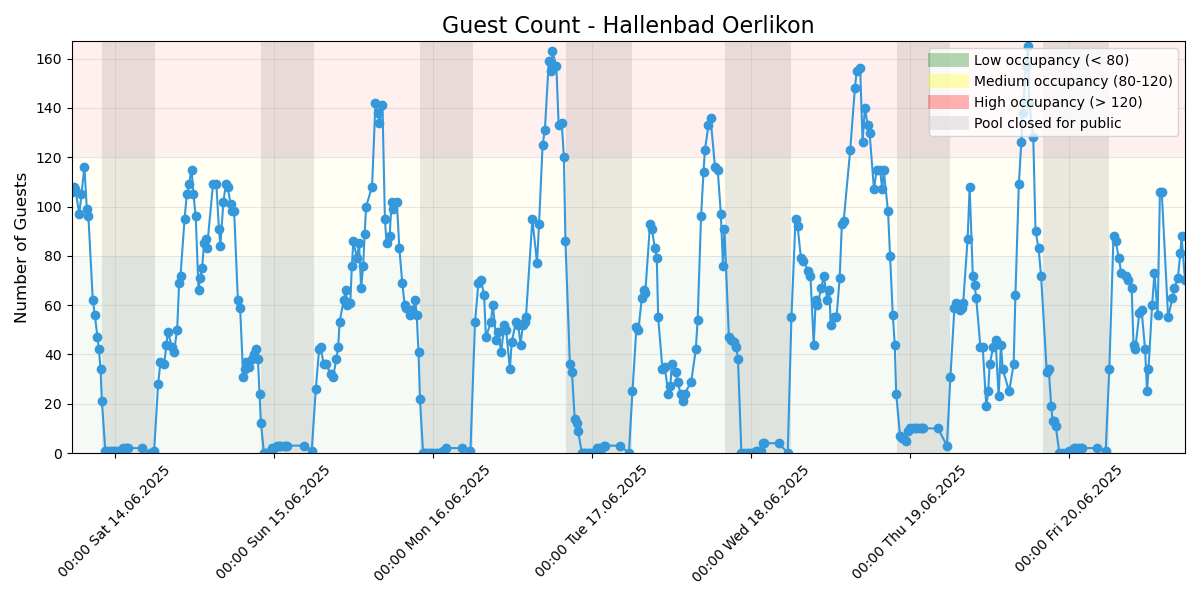 Guest Count - Hallenbad Oerlikon
Low occupancy (< 80)
Medium occupancy (80-120)
High occupancy (> 120)
Pool closed for public
Number of Guests
160
140
120
100
80
60
40
20
0
00:00 Sat 14.06.2025
00:00 Sun 15.06.2025
00:00 Mon 16.06.2025
00:00 Tue 17.06.2025
00:00 Wed 18.06.2025
00:00 Thu 19.06.2025
00:00 Fri 20.06.2025